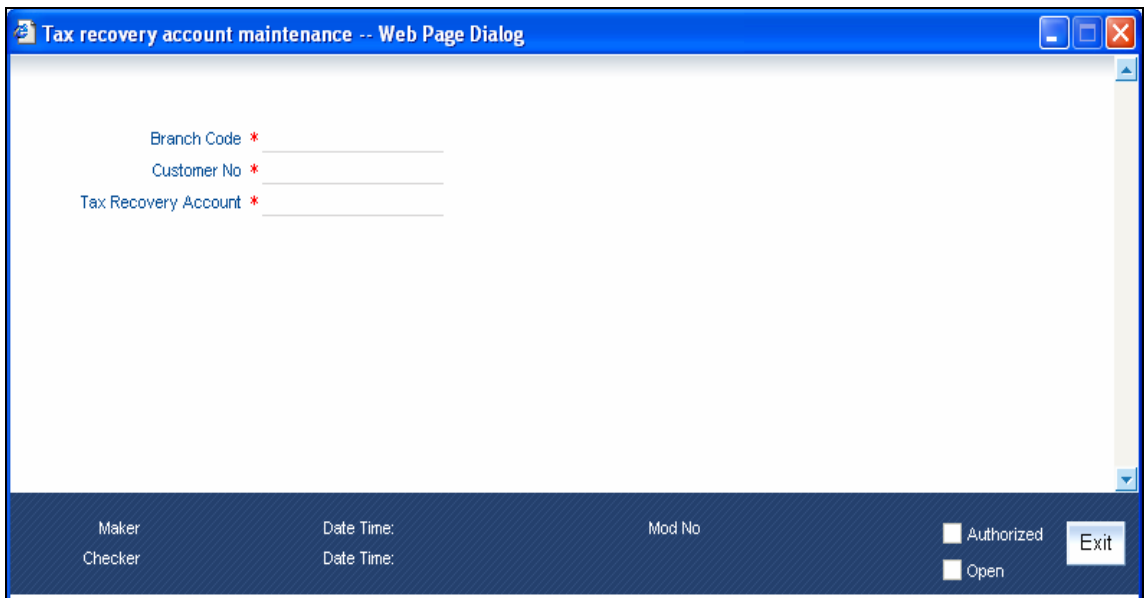 Tax recovery account maintenance -- Web Page Dialog
Branch Code *
Customer No *
Tax Recovery Account *
Maker Date Time: Mod No Authorized Exit
Checker Date Time: Open